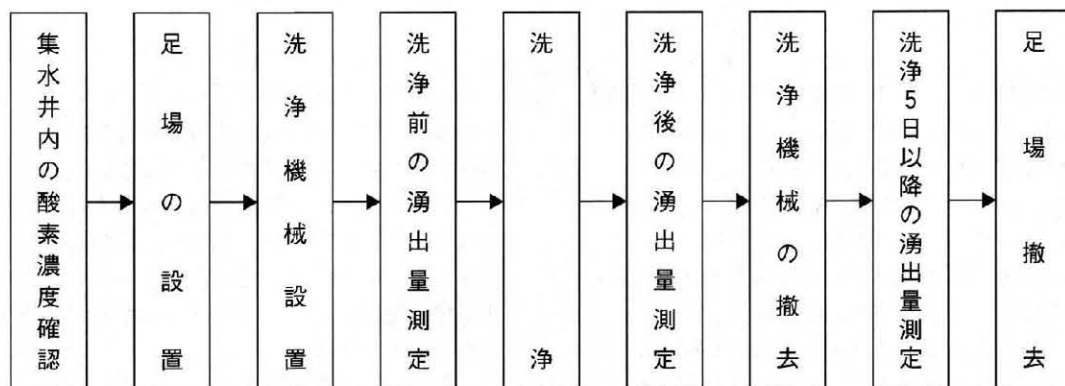 集水井内の酸素濃度確認
足場の設置
洗浄機械設置
洗浄前の湧出量測定
洗浄
洗浄後の湧出量測定
洗浄機械の撤去
洗浄5日以降の湧出量測定
足場撤去